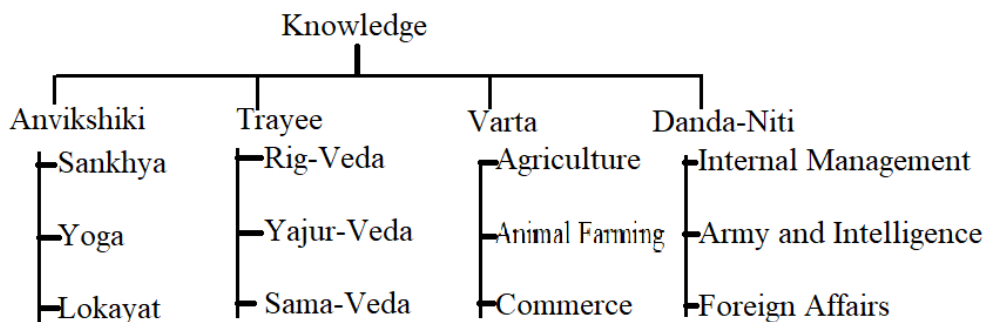 Knowledge
Anvikshiki
Sankhya
Yoga
Lokayat
Trayee
Rig-Veda
Yajur-Veda
Sama-Veda
Varta
Agriculture
Animal Farming
Commerce
Danda-Niti
Internal Management
Army and Intelligence
Foreign Affairs